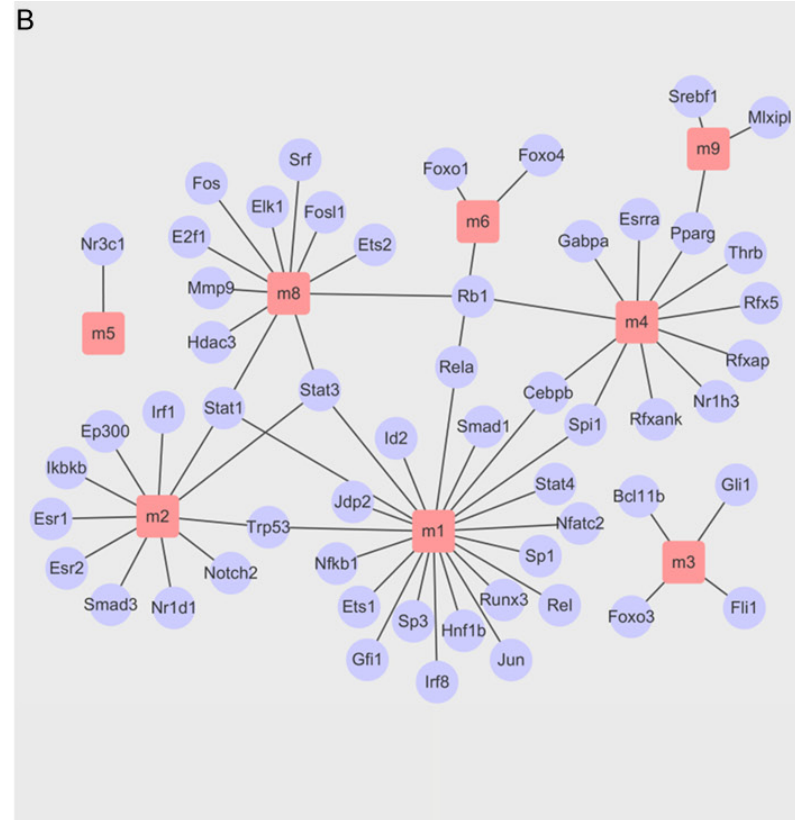 B
Srebf1
Mlxipl
m9
Srf
Foxo1
Foxo4
Fos
Elk1
Fosl1
m6
Esrra
Pparg
Gabpa
Thrb
E2f1
Ets2
Nr3c1
Mmp9
m8
Rb1
Rfx5
m4
m5
Hdac3
Rela
Rfxap
Stat3
Cebpb
Nr1h3
Stat1
Irf1
Spi1
Rfxank
Ep300
Id2
Smad1
Ikbkb
Stat4
Bcl11b
Gli1
Jdp2
Esr1
m2
Trp53
m1
Nfatc2
Sp1
m3
Esr2
Notch2
Nfkb1
Smad3
Nr1d1
Ets1
Sp3
Hnf1b
Runx3
Rel
Foxo3
Fli1
Gfi1
Jun
Irf8